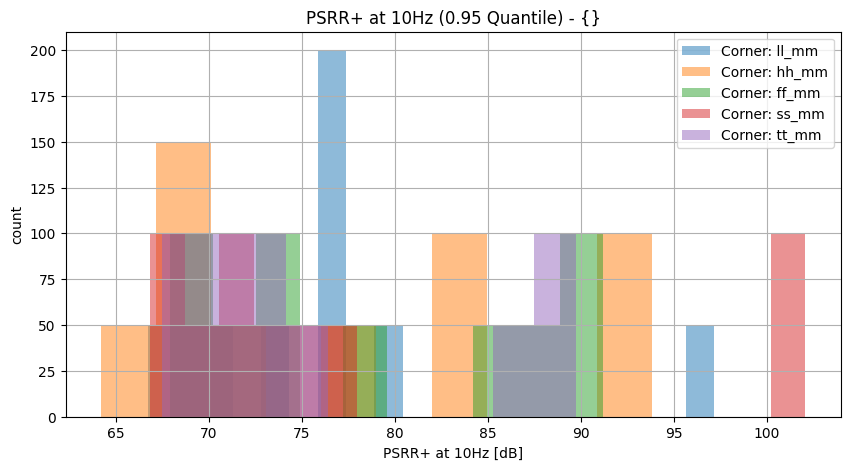 PSRR+ at 10Hz (0.95 Quantile) - {}
Corner: ll_mm
Corner: hh_mm
Corner: ff_mm
Corner: ss_mm
Corner: tt_mm
count
200
175
150
125
100
75
50
25
0
65 70 75 80 85 90 95 100
PSRR+ at 10Hz [dB]